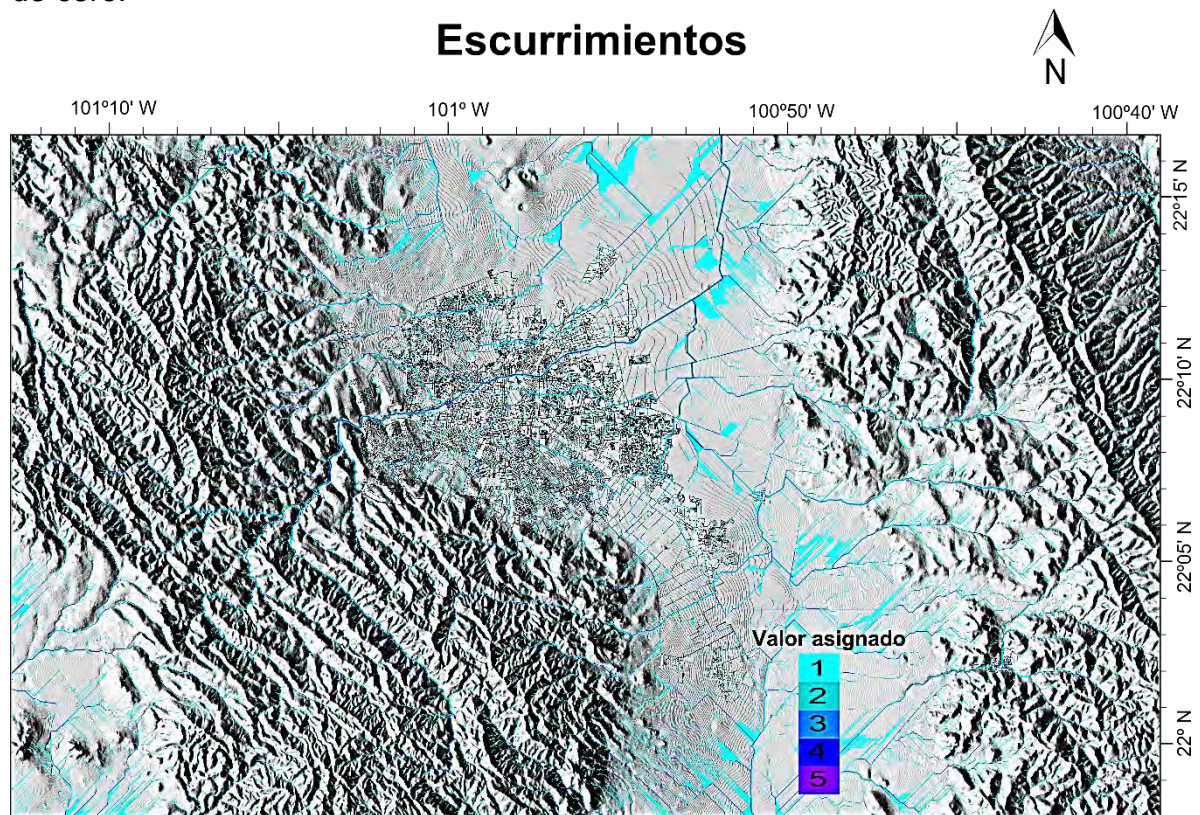 Escurrimientos
N
101º10' W
101º W
100º50' W
100º40' W
22º15' N
22º10' N
22º05' N
22º N
Valor asignado
1
2
3
4
5